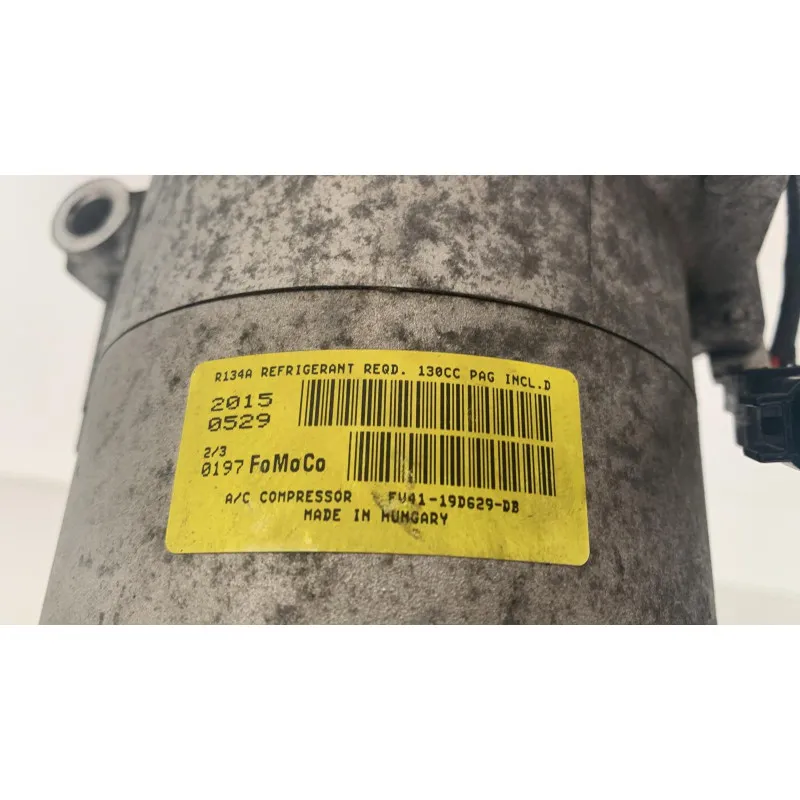 R134A REFRIGERANT REQD. 130CC PAG INCL.D
2015
0529
2/3
0197 FoMoCo
A/C COMPRESSOR FV41-19D629-DB
MADE IN HUNGARY